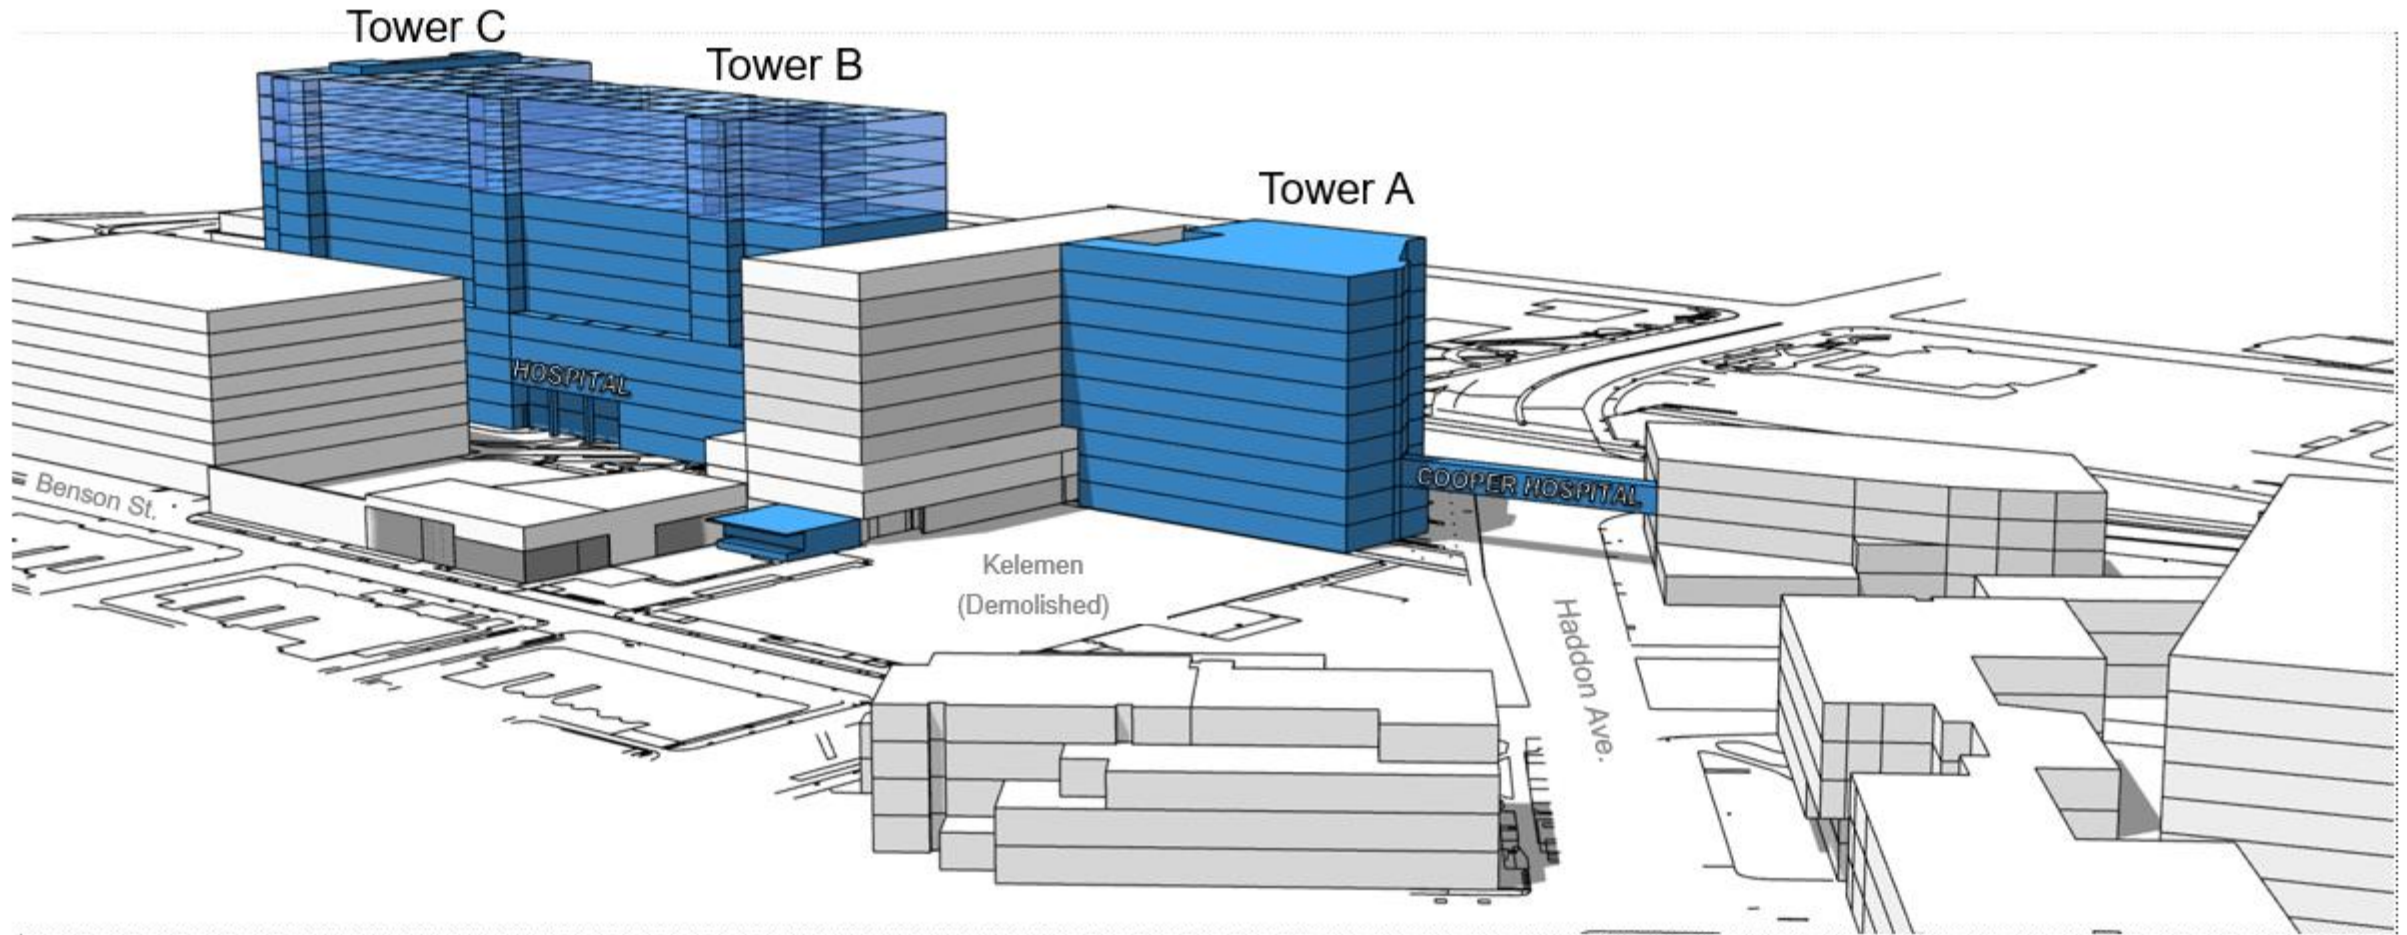 Tower C
Tower B
Tower A
HOSPITAL
COOPER HOSPITAL
Benson St.
Kelemen
(Demolished)
Haddon Ave.